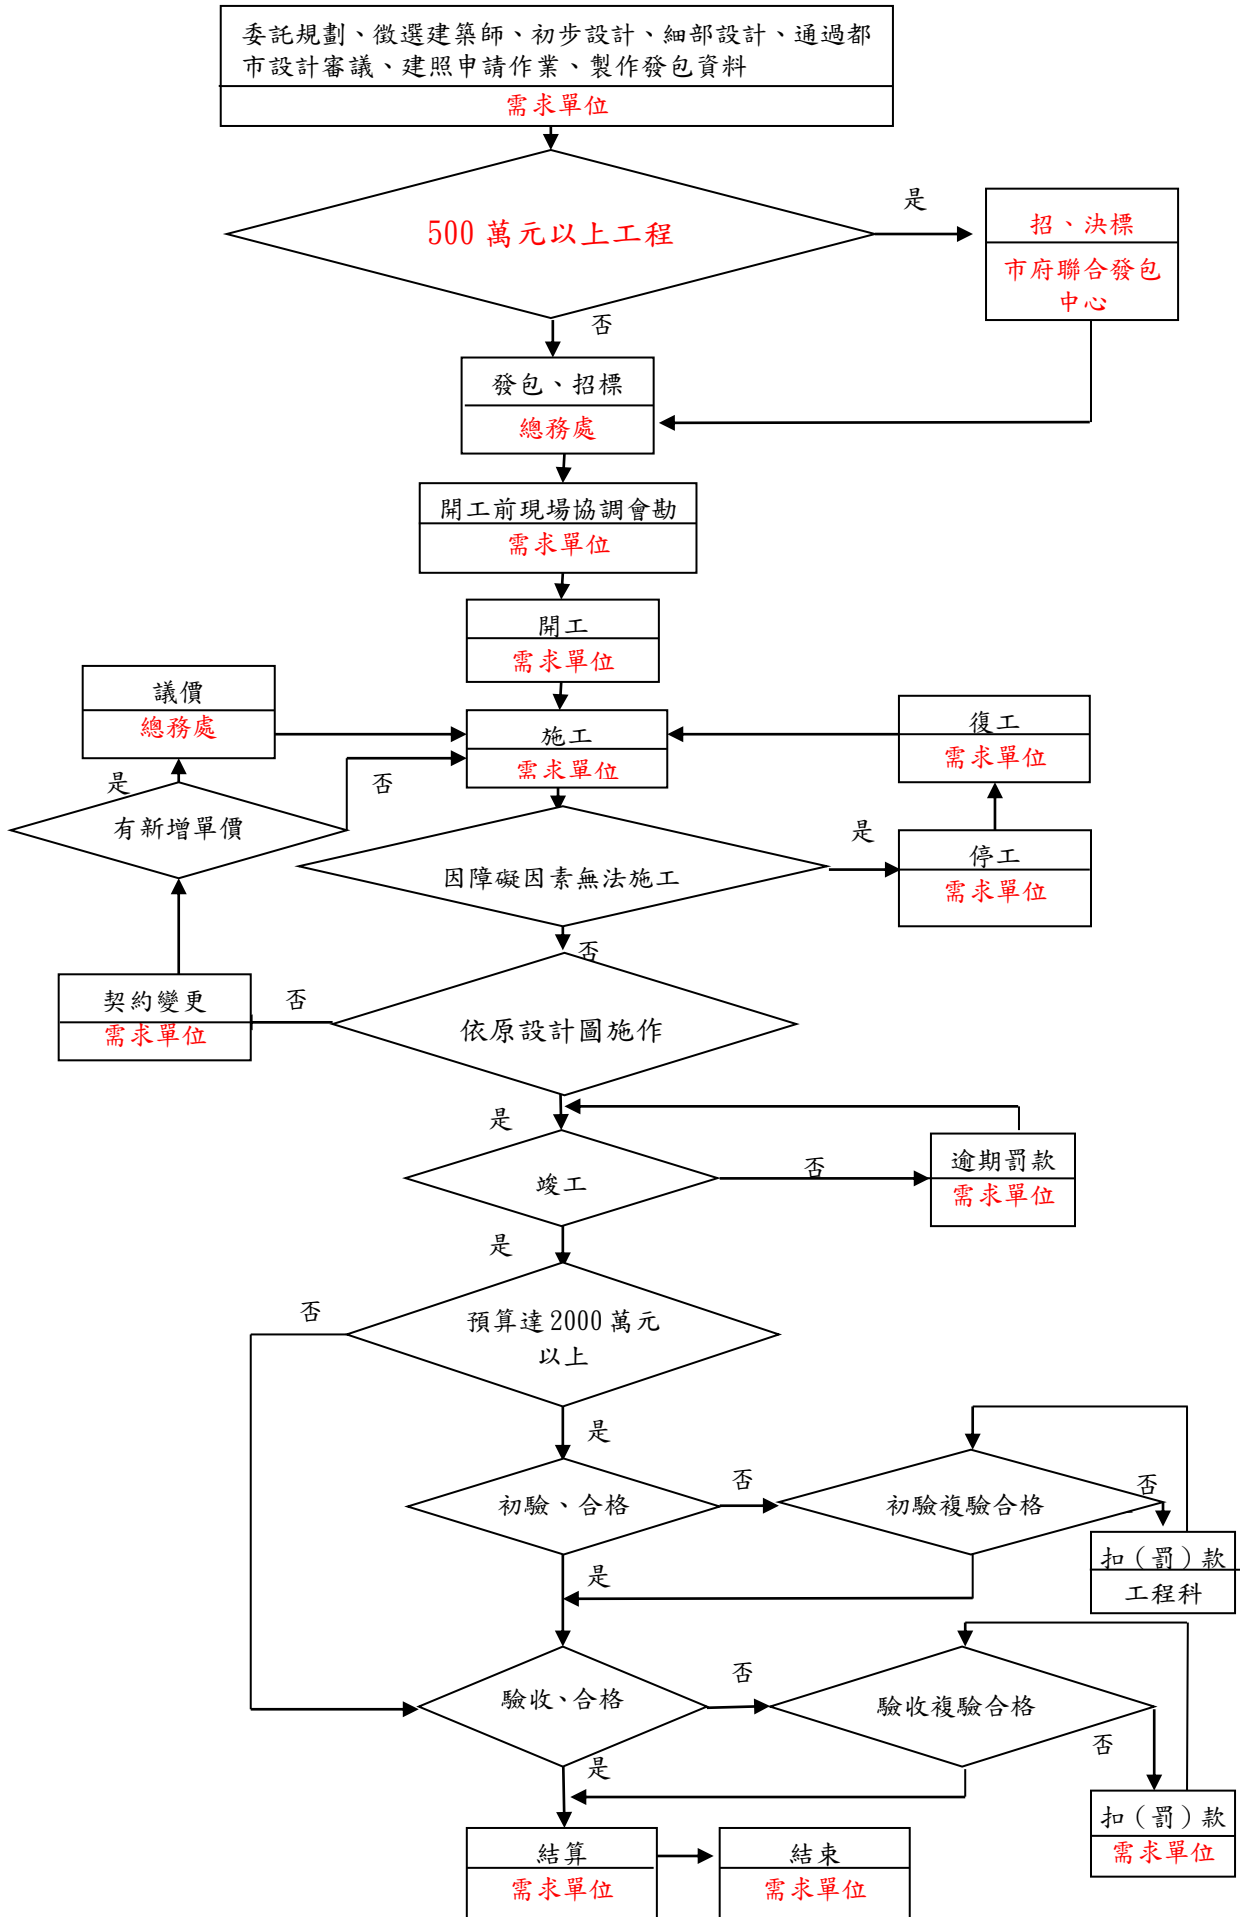 委託規劃、徵選建築師、初步設計、細部設計、通過都
市設計審議、建照申請作業、製作發包資料
需求單位
500 萬元以上工程
是
招、決標
市府聯合發包
中心
否
發包、招標
總務處
開工前現場協調會勘
需求單位
開工
需求單位
議價
總務處
施工
需求單位
復工
需求單位
是
否
有新增單價
因障礙因素無法施工
是
停工
需求單位
否
契約變更
需求單位
否
依原設計圖施作
是
竣工
否
逾期罰款
需求單位
是
否
預算達 2000 萬元
以上
是
初驗、合格
否
初驗複驗合格
否
扣（罰）款
工程科
是
驗收、合格
否
驗收複驗合格
否
扣（罰）款
需求單位
是
結算
需求單位
結束
需求單位